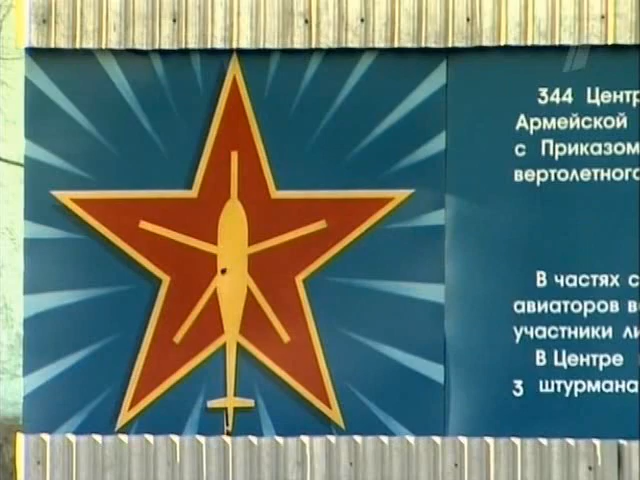 344 Центр
Армейской
с Приказом
вертолетного
В частях с
авиаторов в
участники ли
В Центре
3 штурмана